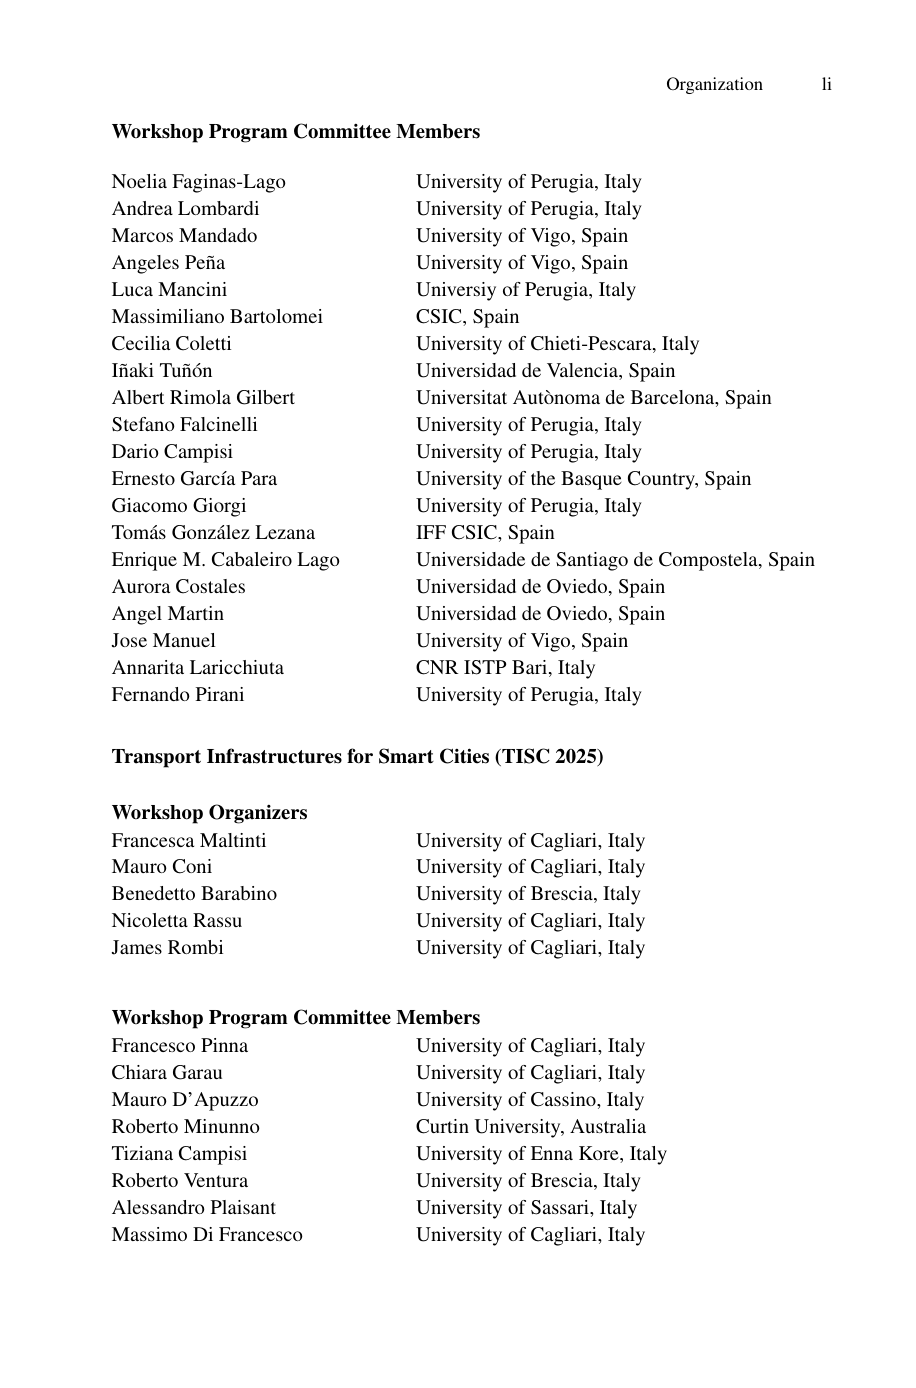 Organization li
Workshop Program Committee Members
Noelia Faginas-Lago University of Perugia, Italy
Andrea Lombardi University of Perugia, Italy
Marcos Mandado University of Vigo, Spain
Angeles Peña University of Vigo, Spain
Luca Mancini Universiy of Perugia, Italy
Massimiliano Bartolomei CSIC, Spain
Cecilia Coletti University of Chieti-Pescara, Italy
Iñaki Tuñón Universidad de Valencia, Spain
Albert Rimola Gilbert Universitat Autònoma de Barcelona, Spain
Stefano Falcinelli University of Perugia, Italy
Dario Campisi University of Perugia, Italy
Ernesto García Para University of the Basque Country, Spain
Giacomo Giorgi University of Perugia, Italy
Tomás González Lezana IFF CSIC, Spain
Enrique M. Cabaleiro Lago Universidade de Santiago de Compostela, Spain
Aurora Costales Universidad de Oviedo, Spain
Angel Martin Universidad de Oviedo, Spain
Jose Manuel University of Vigo, Spain
Annarita Laricchiuta CNR ISTP Bari, Italy
Fernando Pirani University of Perugia, Italy
Transport Infrastructures for Smart Cities (TISC 2025)
Workshop Organizers
Francesca Maltinti University of Cagliari, Italy
Mauro Coni University of Cagliari, Italy
Benedetto Barabino University of Brescia, Italy
Nicoletta Rassu University of Cagliari, Italy
James Rombi University of Cagliari, Italy
Workshop Program Committee Members
Francesco Pinna University of Cagliari, Italy
Chiara Garau University of Cagliari, Italy
Mauro D’Apuzzo University of Cassino, Italy
Roberto Minunno Curtin University, Australia
Tiziana Campisi University of Enna Kore, Italy
Roberto Ventura University of Brescia, Italy
Alessandro Plaisant University of Sassari, Italy
Massimo Di Francesco University of Cagliari, Italy